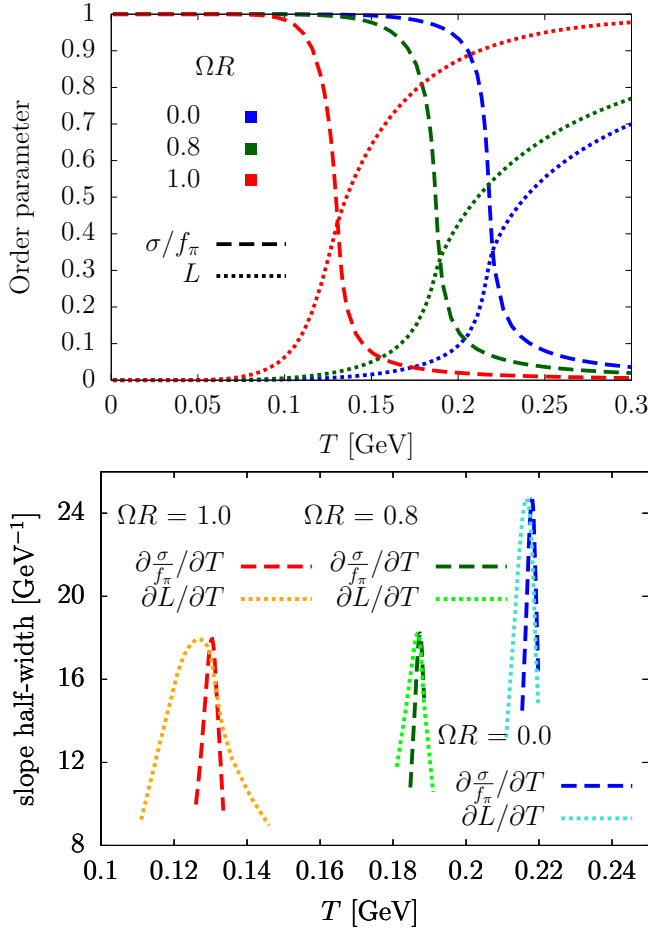 1
0.9
0.8
0.7
0.6
0.5
0.4
0.3
0.2
0.1
0
Order parameter
ΩR
0.0
0.8
1.0
σ/f_π
L
0 0.05 0.1 0.15 0.2 0.25 0.3
T [GeV]
24
20
16
12
8
slope half-width [GeV⁻¹]
ΩR = 1.0
∂σ/f_π/∂T
∂L/∂T
ΩR = 0.8
∂σ/f_π/∂T
∂L/∂T
ΩR = 0.0
∂σ/f_π/∂T
∂L/∂T
0.1 0.12 0.14 0.16 0.18 0.2 0.22 0.24
T [GeV]